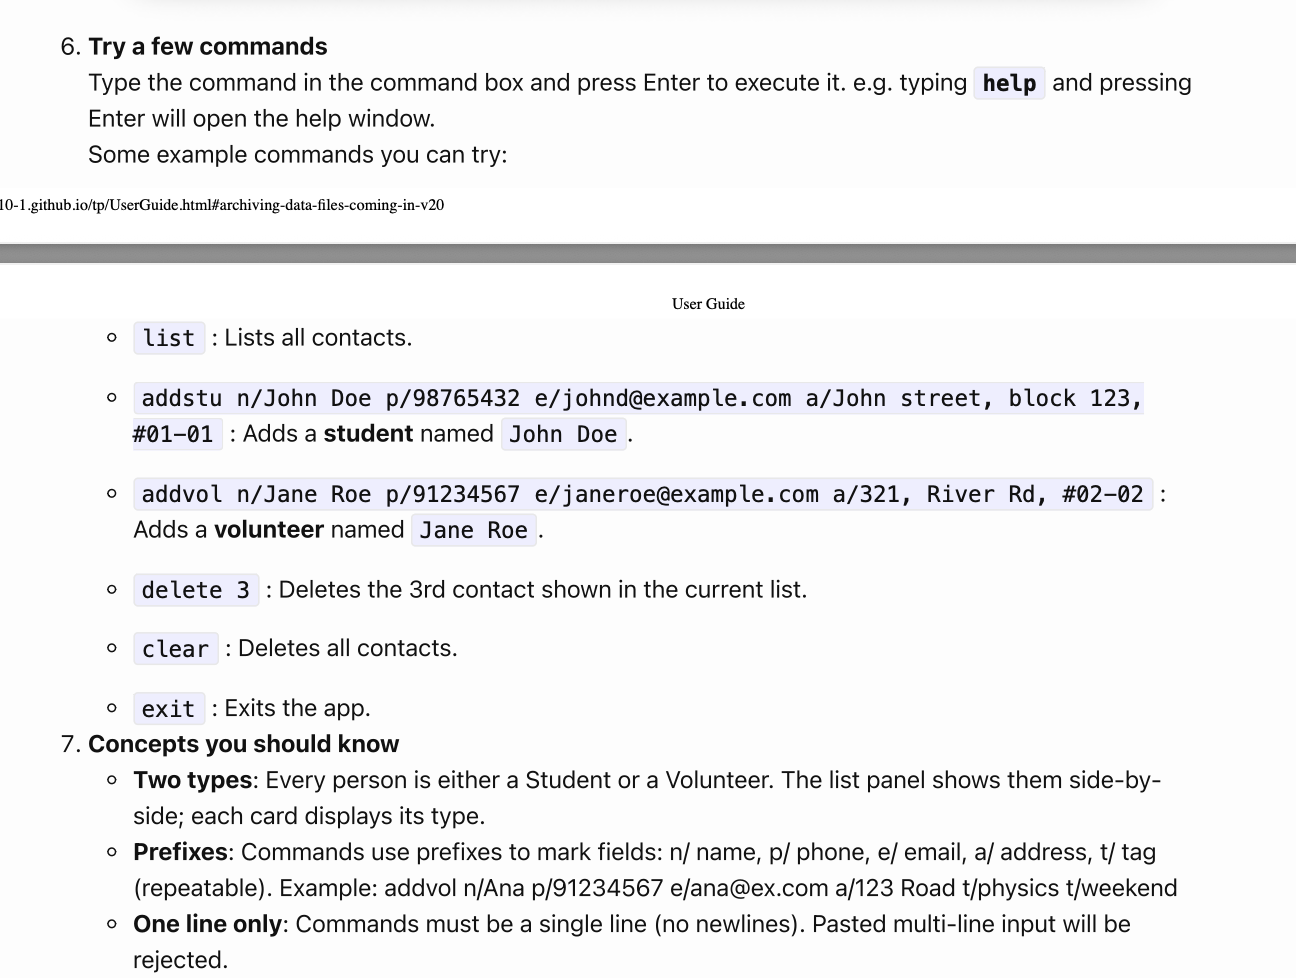 6. Try a few commands
Type the command in the command box and press Enter to execute it. e.g. typing help and pressing
Enter will open the help window.
Some example commands you can try:
10-1.github.io/tp/UserGuide.html#archiving-data-files-coming-in-v20
User Guide
list : Lists all contacts.
addstu n/John Doe p/98765432 e/johnd@example.com a/John street, block 123,
#01-01 : Adds a student named John Doe.
addvol n/Jane Roe p/91234567 e/janeroe@example.com a/321, River Rd, #02-02 :
Adds a volunteer named Jane Roe.
delete 3 : Deletes the 3rd contact shown in the current list.
clear : Deletes all contacts.
exit : Exits the app.
7. Concepts you should know
Two types: Every person is either a Student or a Volunteer. The list panel shows them side-by-
side; each card displays its type.
Prefixes: Commands use prefixes to mark fields: n/ name, p/ phone, e/ email, a/ address, t/ tag
(repeatable). Example: addvol n/Ana p/91234567 e/ana@ex.com a/123 Road t/physics t/weekend
One line only: Commands must be a single line (no newlines). Pasted multi-line input will be
rejected.